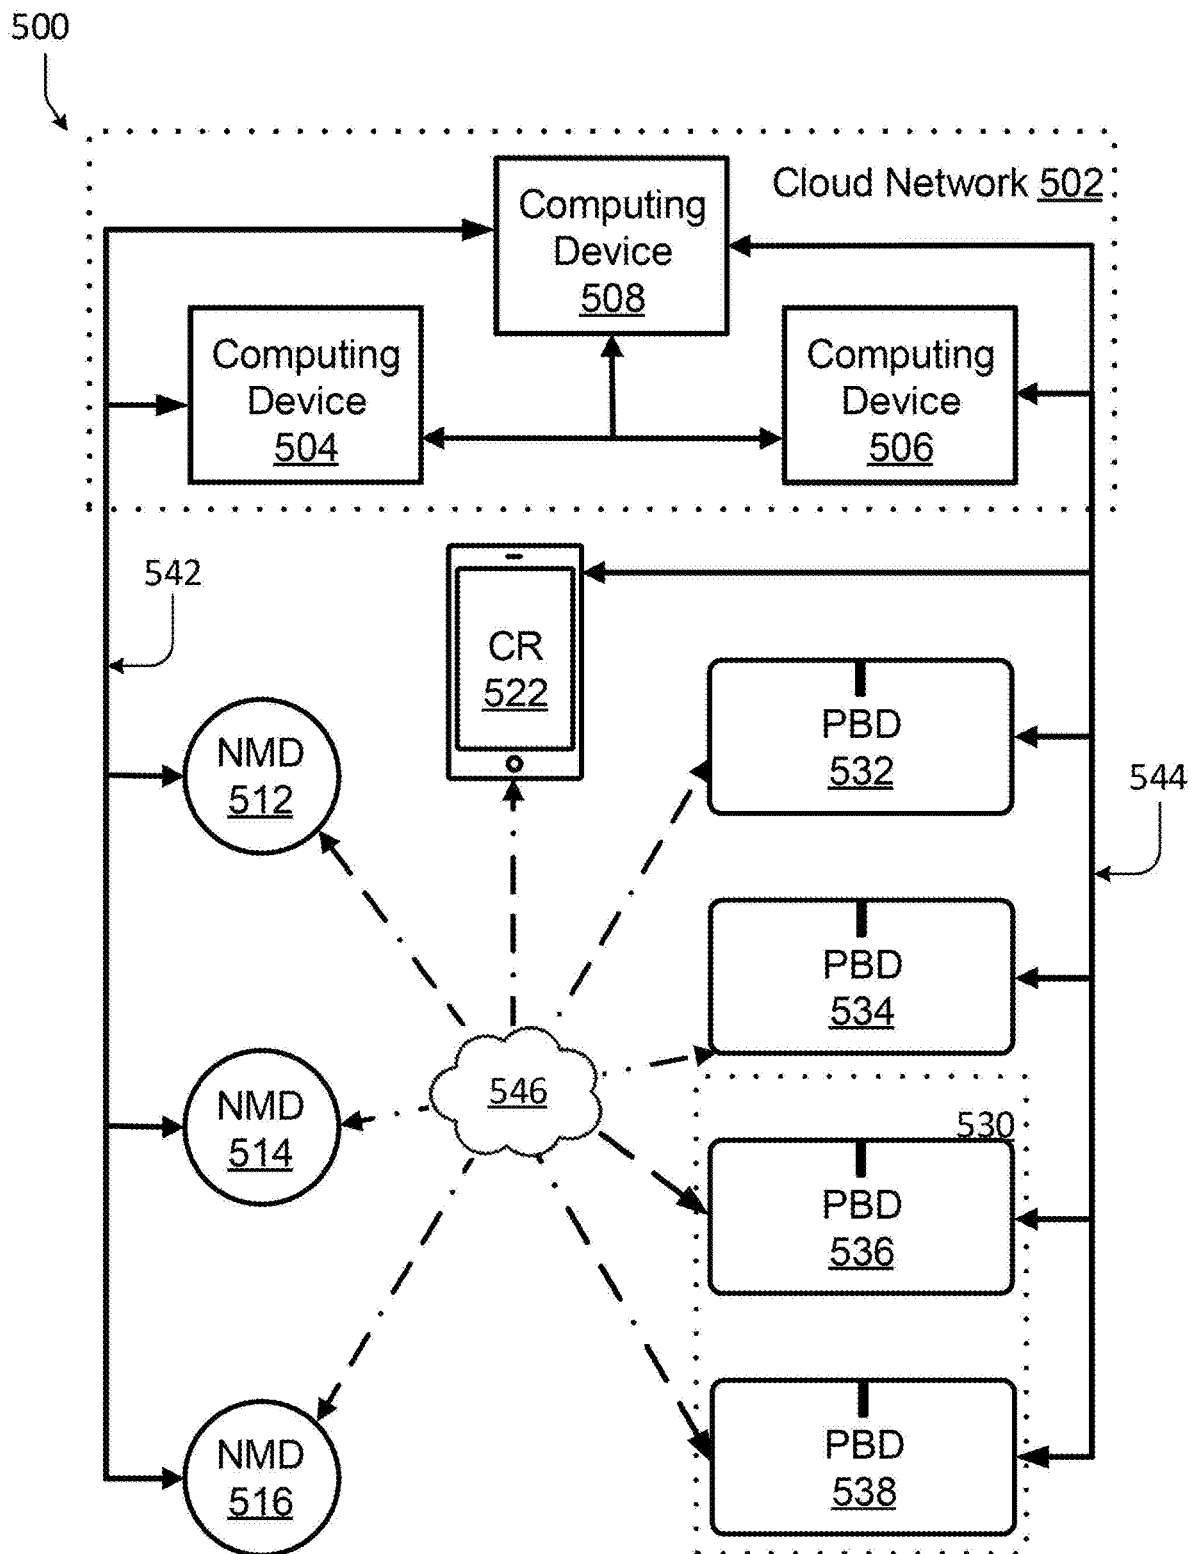 500
Cloud Network 502
Computing
Device
508
Computing
Device
504
Computing
Device
506
542
CR
522
NMD
512
PBD
532
544
PBD
534
546
NMD
514
530
PBD
536
NMD
516
PBD
538